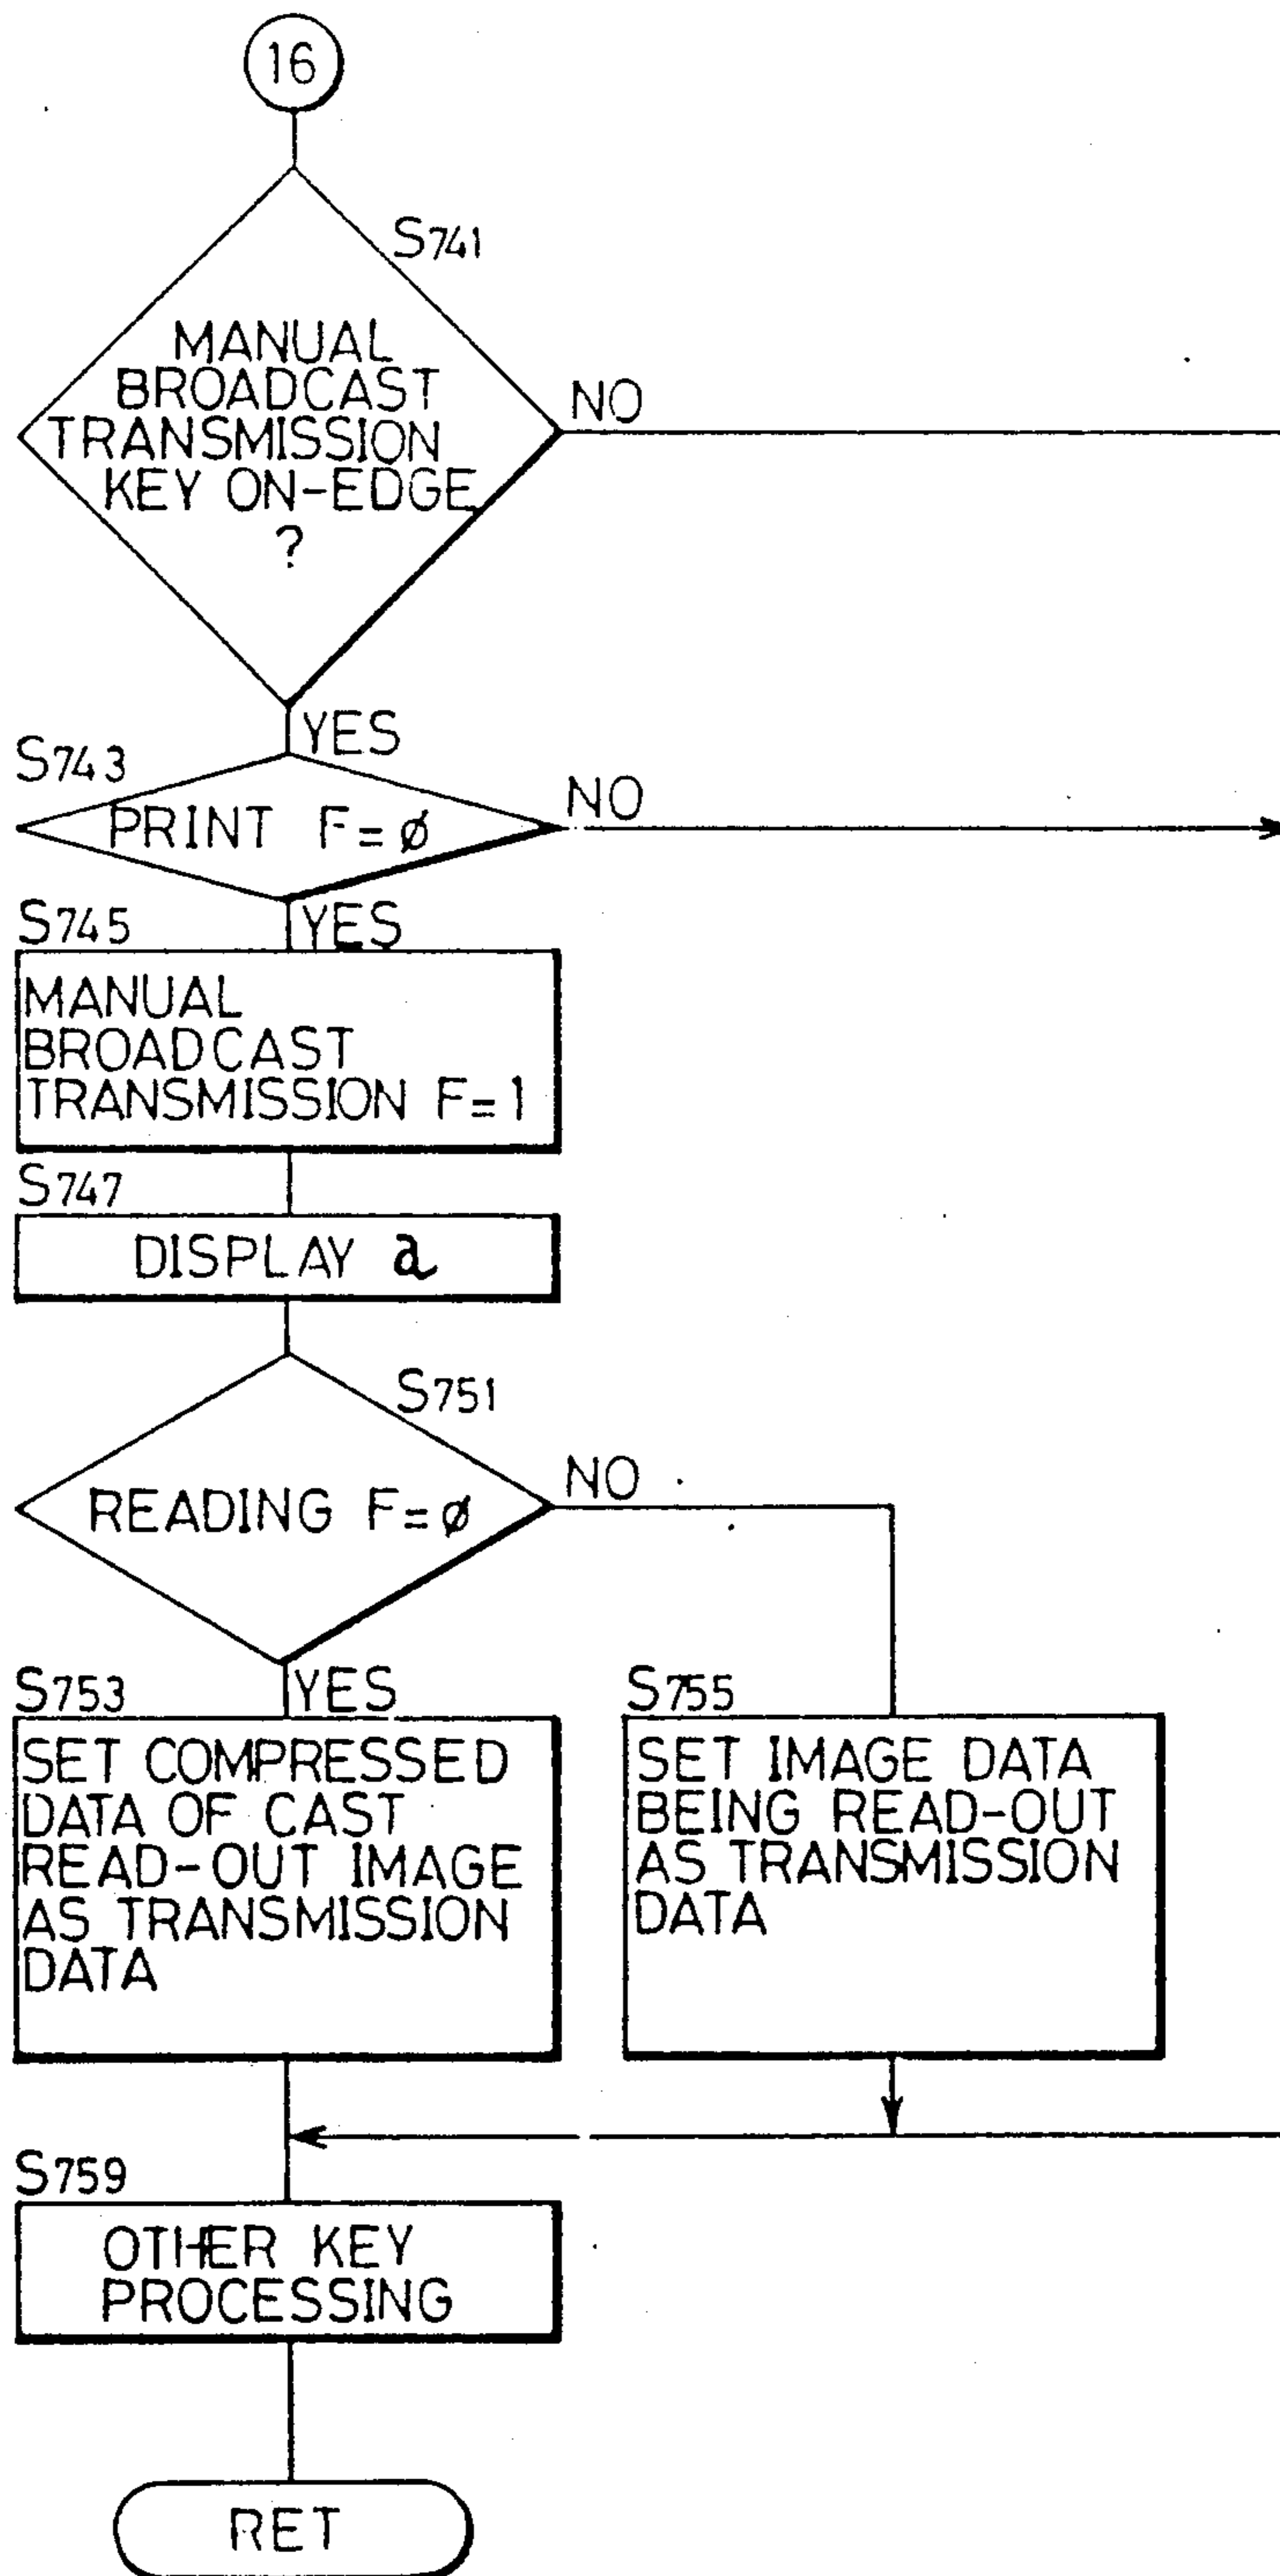 16
S741
MANUAL
BROADCAST
TRANSMISSION
KEY ON-EDGE
?
NO
YES
S743
PRINT F=ø
NO
YES
S745
MANUAL
BROADCAST
TRANSMISSION F=1
S747
DISPLAY a
S751
READING F=ø
NO
YES
S753
SET COMPRESSED
DATA OF CAST
READ-OUT IMAGE
AS TRANSMISSION
DATA
S755
SET IMAGE DATA
BEING READ-OUT
AS TRANSMISSION
DATA
S759
OTHER KEY
PROCESSING
RET